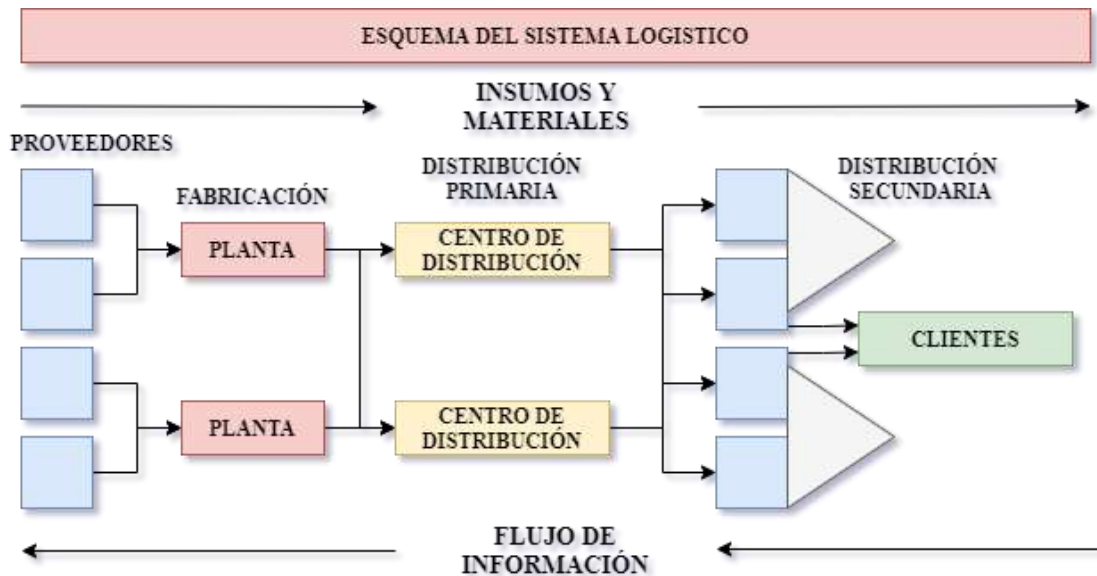 ESQUEMA DEL SISTEMA LOGISTICO
INSUMOS Y
MATERIALES
PROVEEDORES
FABRICACIÓN
DISTRIBUCIÓN
PRIMARIA
DISTRIBUCIÓN
SECUNDARIA
PLANTA
CENTRO DE
DISTRIBUCIÓN
CLIENTES
PLANTA
CENTRO DE
DISTRIBUCIÓN
FLUJO DE
INFORMACIÓN